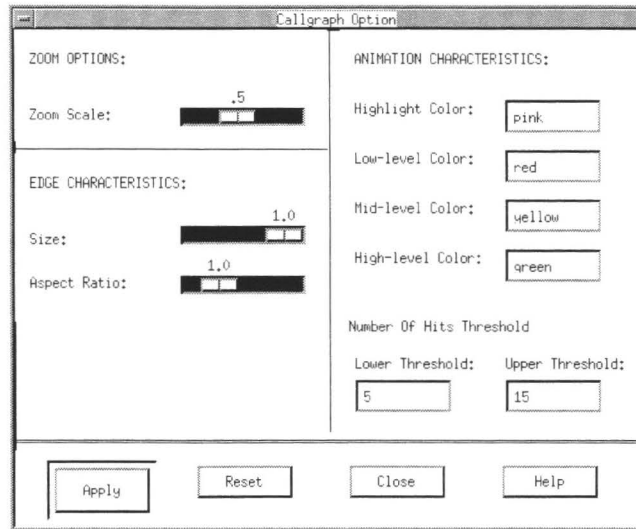 Callgraph Option
ZOOM OPTIONS:
.5
Zoom Scale:
EDGE CHARACTERISTICS:
1.0
Size:
1.0
Aspect Ratio:
ANIMATION CHARACTERISTICS:
Highlight Color: pink
Low-level Color: red
Mid-level Color: yellow
High-level Color: green
Number Of Hits Threshold
Lower Threshold: Upper Threshold:
5 15
Apply Reset Close Help